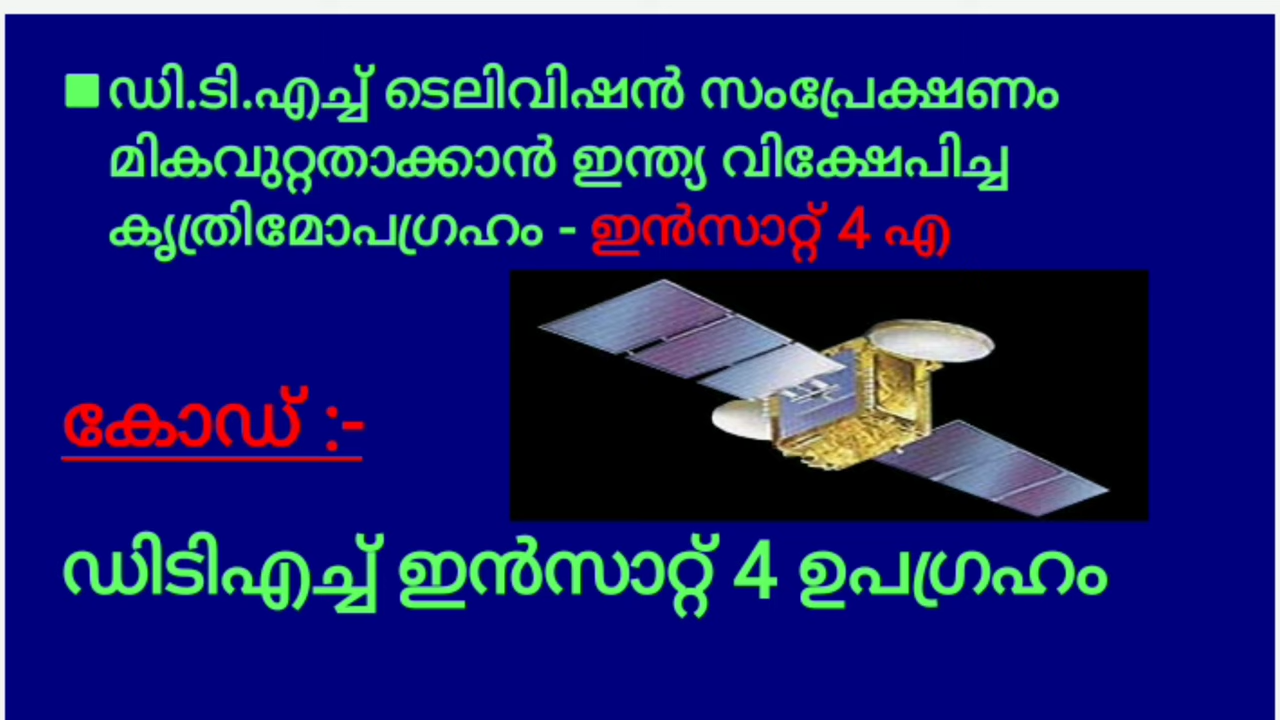 ■ ഡി.ടി.എച്ച് ടെലിവിഷൻ സംപ്രേക്ഷണം
മികവുറ്റതാക്കാൻ ഇന്ത്യ വിക്ഷേപിച്ച
കൃത്രിമോപഗ്രഹം - ഇൻസാറ്റ് 4 എ
കോഡ് :-
ഡിടിഎച്ച് ഇൻസാറ്റ് 4 ഉപഗ്രഹം